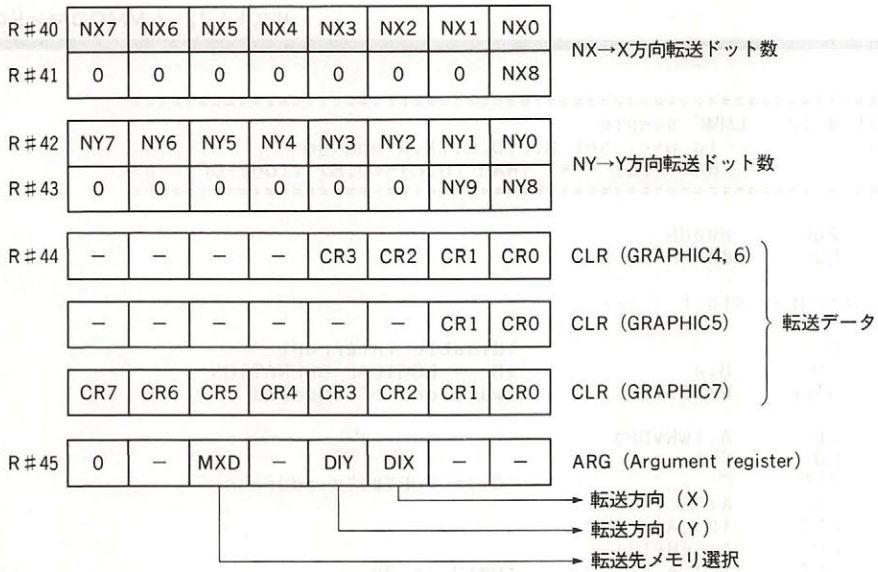 R#40 NX7 NX6 NX5 NX4 NX3 NX2 NX1 NX0
NX→X方向転送ドット数
R#41 0 0 0 0 0 0 0 NX8
R#42 NY7 NY6 NY5 NY4 NY3 NY2 NY1 NY0
NY→Y方向転送ドット数
R#43 0 0 0 0 0 0 NY9 NY8
R#44 — — — — CR3 CR2 CR1 CR0 CLR (GRAPHIC4, 6)
— — — — — — CR1 CR0 CLR (GRAPHIC5) 転送データ
CR7 CR6 CR5 CR4 CR3 CR2 CR1 CR0 CLR (GRAPHIC7)
R#45 0 — MXD — DIY DIX — — ARG (Argument register)
転送方向 (X)
転送方向 (Y)
転送先メモリ選択